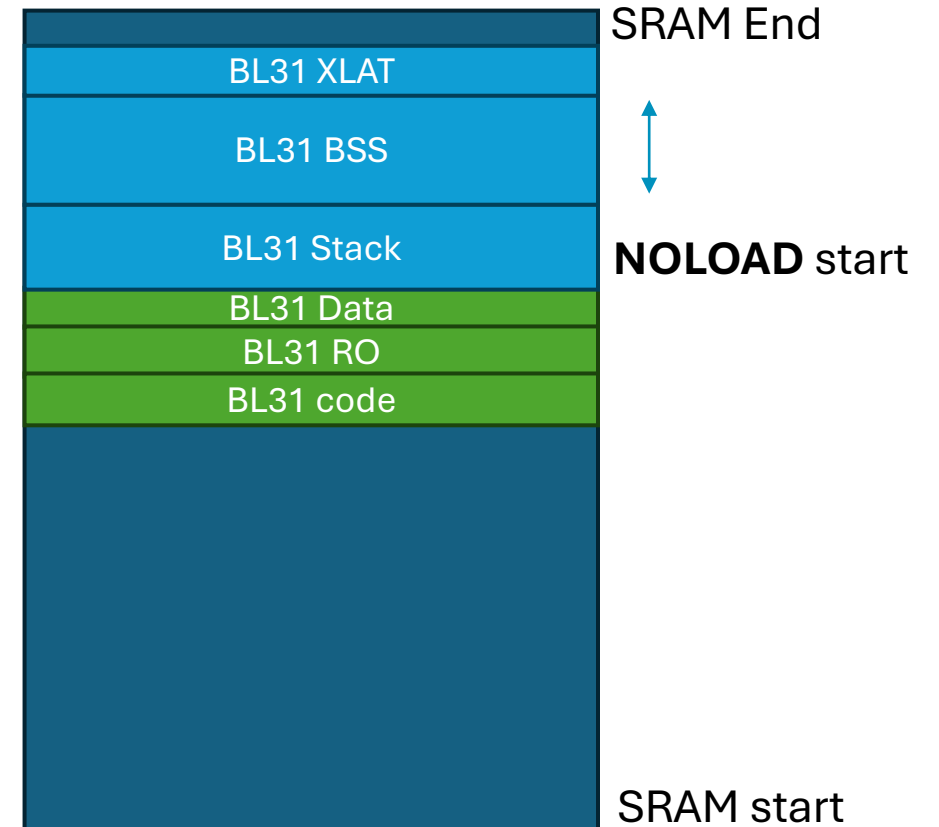 SRAM End
BL31 XLAT
BL31 BSS
BL31 Stack
NOLOAD start
BL31 Data
BL31 RO
BL31 code
SRAM start